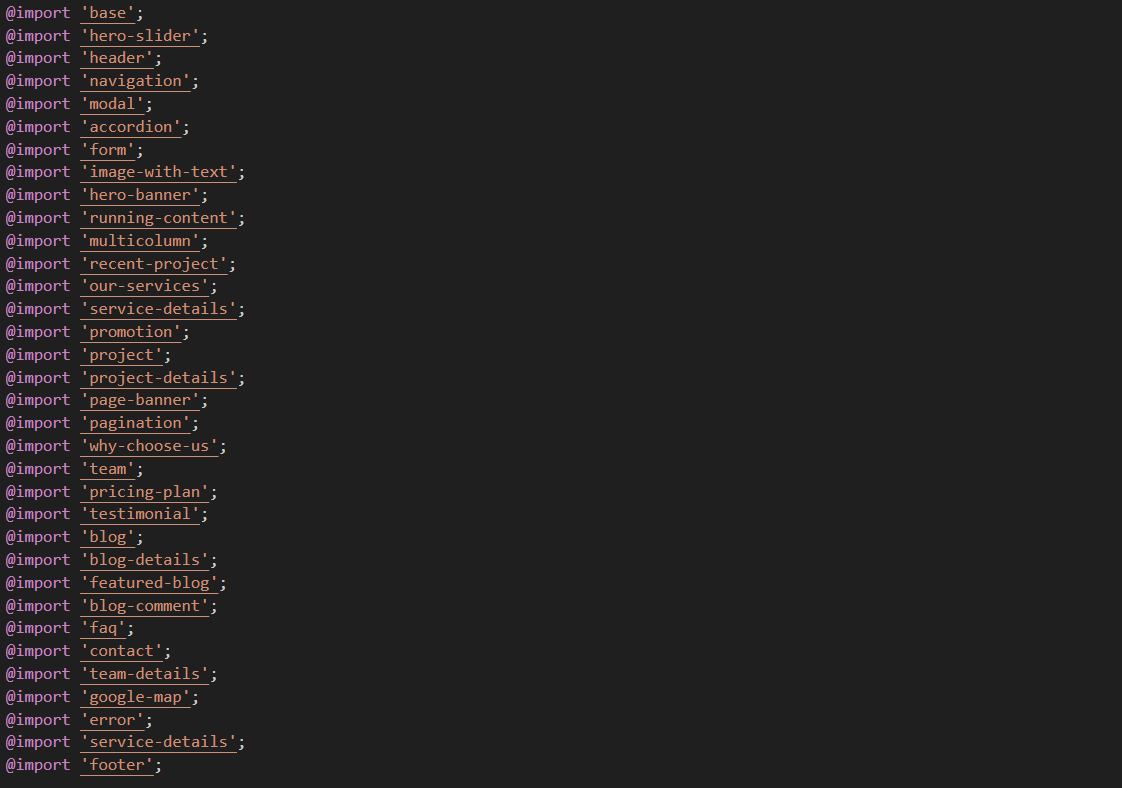 @import 'base';
@import 'hero-slider';
@import 'header';
@import 'navigation';
@import 'modal';
@import 'accordion';
@import 'form';
@import 'image-with-text';
@import 'hero-banner';
@import 'running-content';
@import 'multicolumn';
@import 'recent-project';
@import 'our-services';
@import 'service-details';
@import 'promotion';
@import 'project';
@import 'project-details';
@import 'page-banner';
@import 'pagination';
@import 'why-choose-us';
@import 'team';
@import 'pricing-plan';
@import 'testimonial';
@import 'blog';
@import 'blog-details';
@import 'featured-blog';
@import 'blog-comment';
@import 'faq';
@import 'contact';
@import 'team-details';
@import 'google-map';
@import 'error';
@import 'service-details';
@import 'footer';